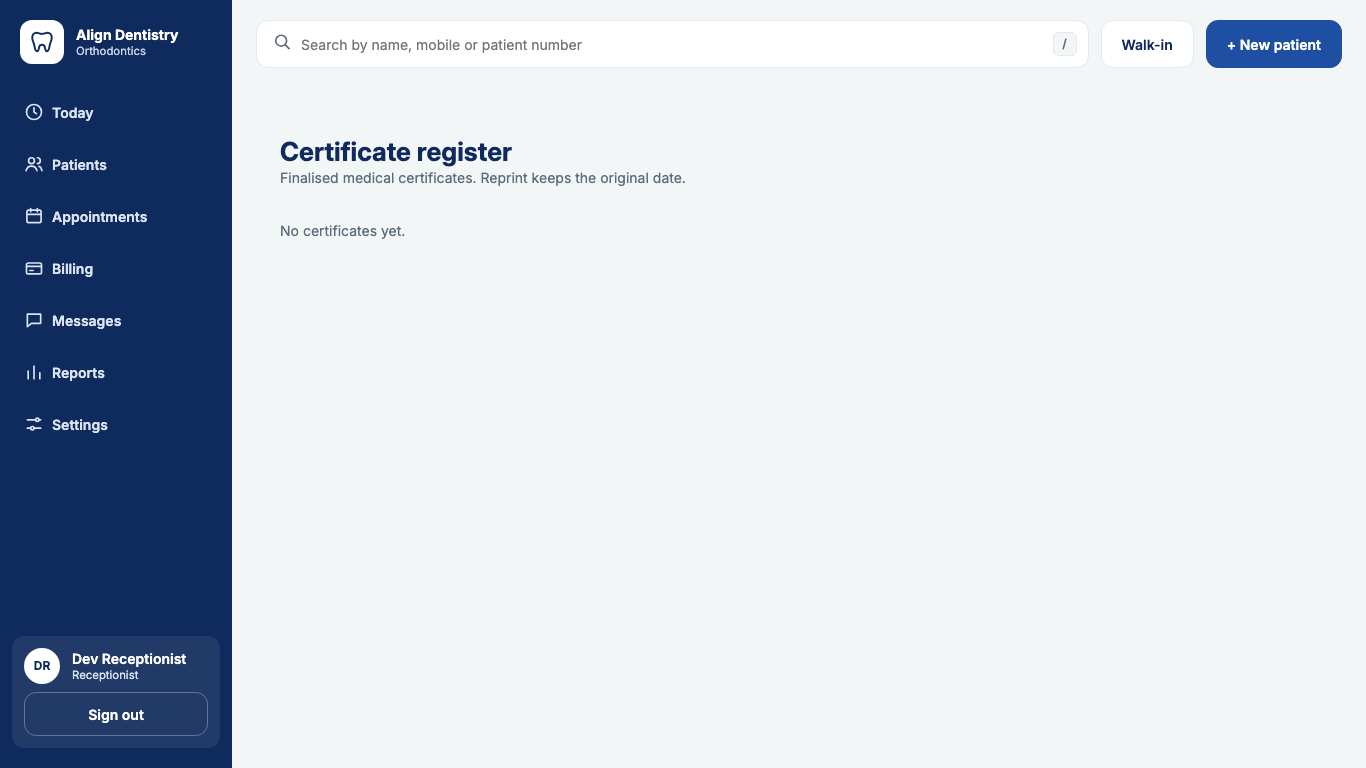 Align Dentistry
Orthodontics
Today
Patients
Appointments
Billing
Messages
Reports
Settings
DR
Dev Receptionist
Receptionist
Sign out
Search by name, mobile or patient number
/
Walk-in
+ New patient
Certificate register
Finalised medical certificates. Reprint keeps the original date.
No certificates yet.